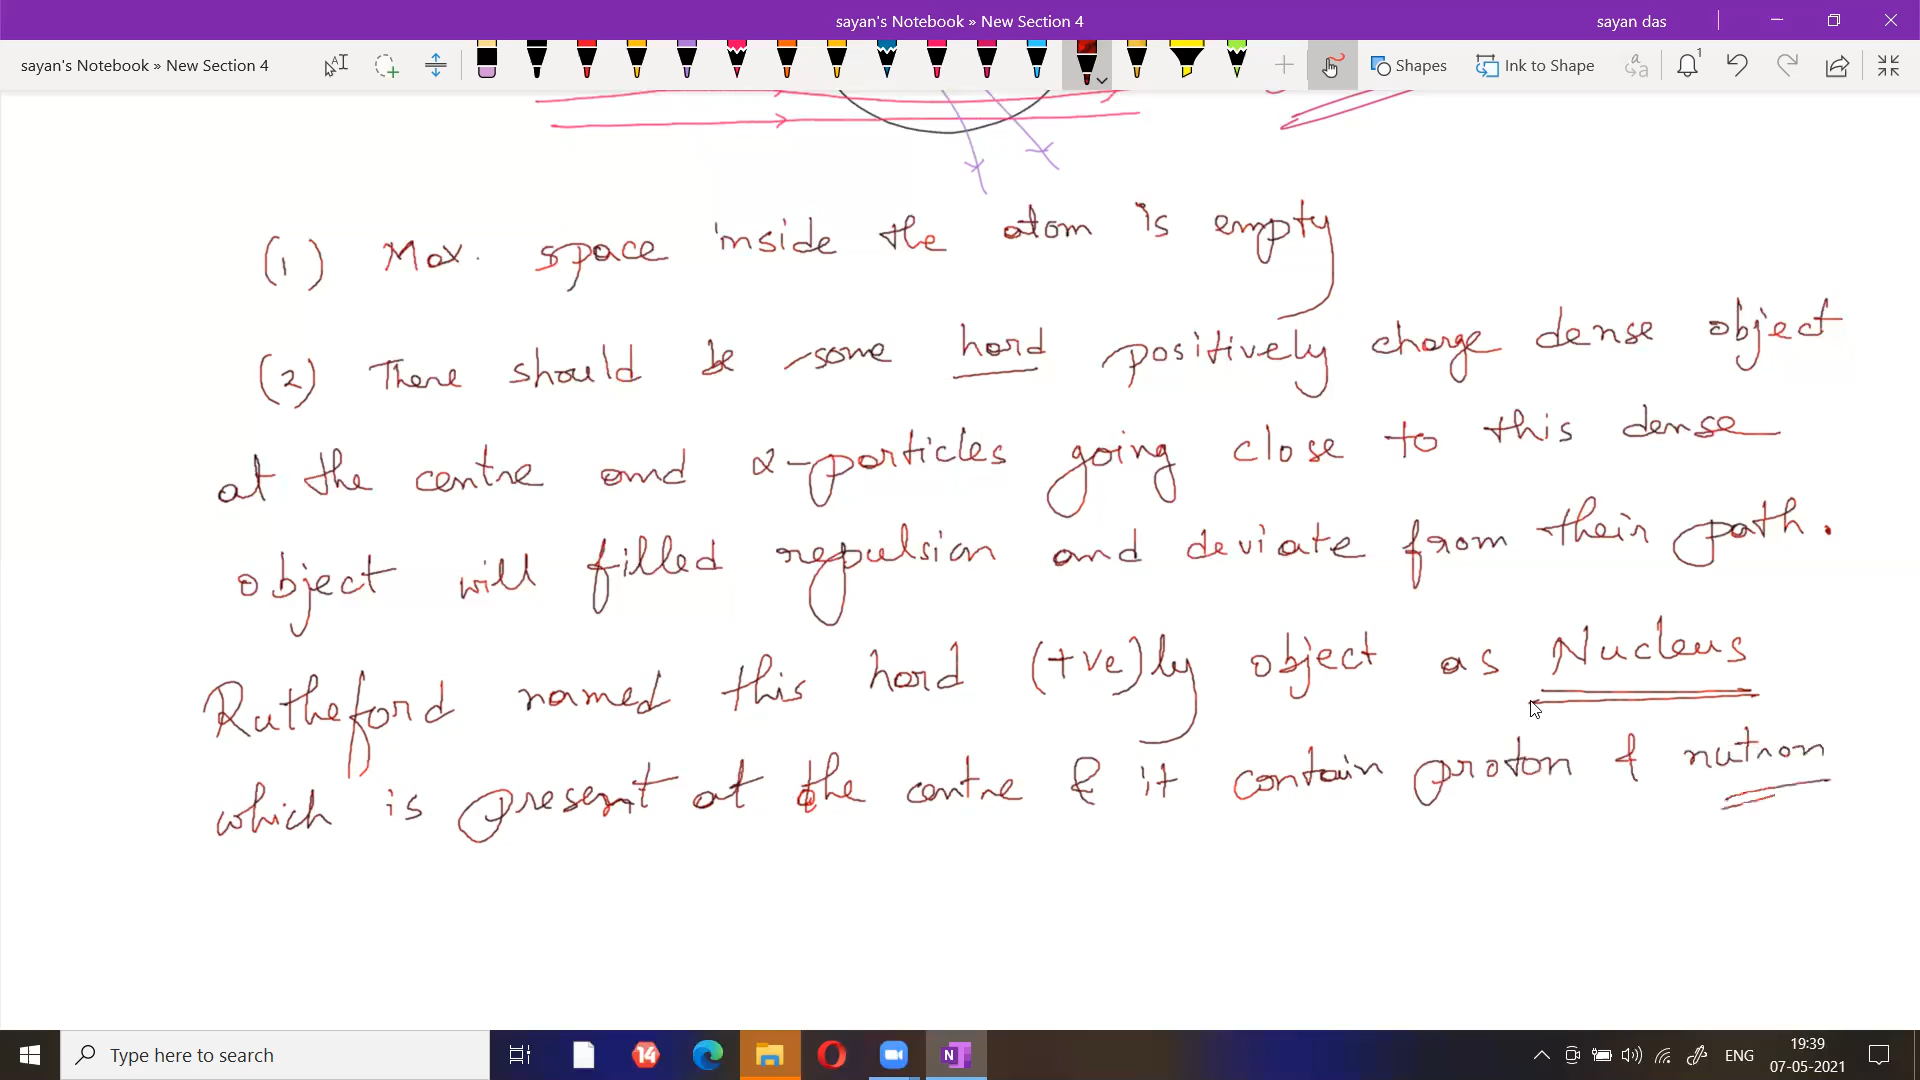 sayan's Notebook » New Section 4
sayan das
sayan's Notebook » New Section 4
Shapes
Ink to Shape
(1) Max. space inside the atom is empty
(2) There should be some hard positively charge dense object
at the centre and α-particles going close to this dense
object will filled repulsion and deviate from their path.
Rutheford named this hard (+ve)ly object as Nucleus
which is present at the centre & it contain proton & nutron
Type here to search
14
N
ENG
19:39
07-05-2021